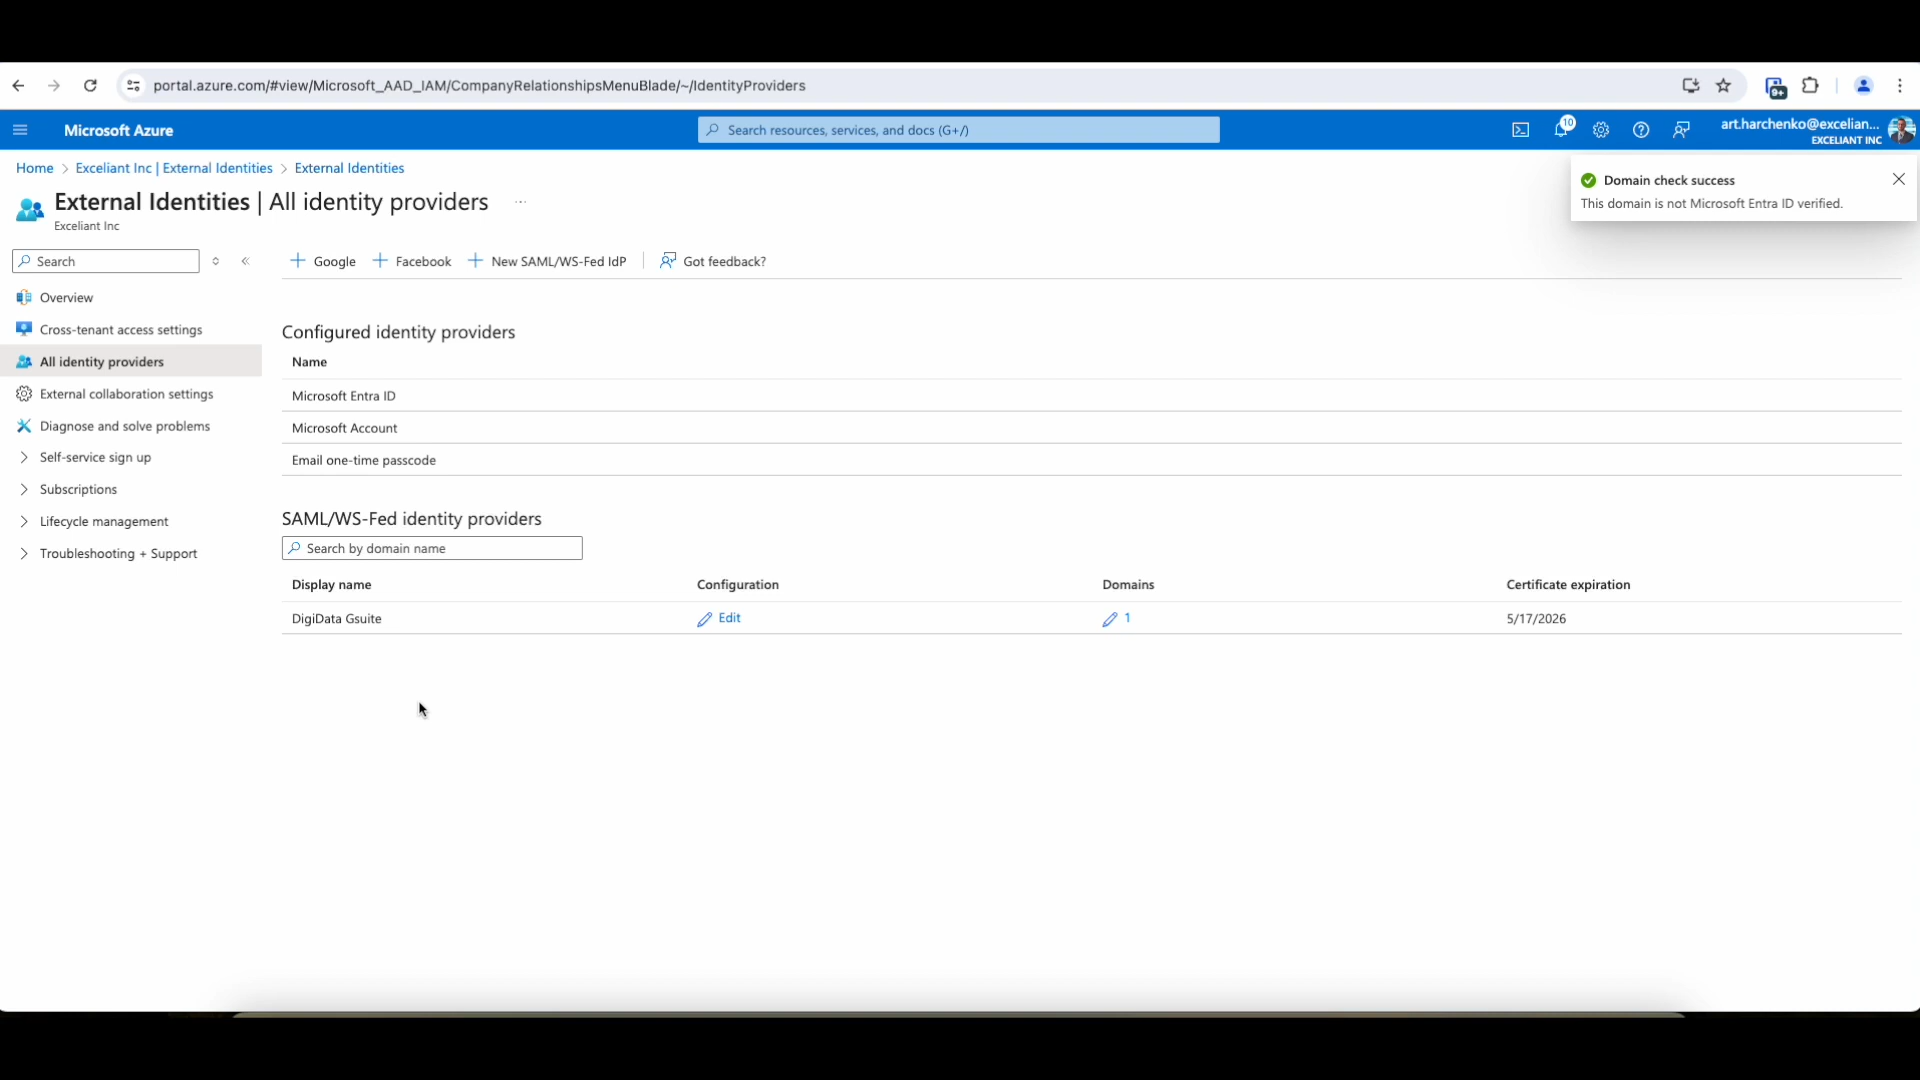 portal.azure.com/#view/Microsoft_AAD_IAM/CompanyRelationshipsMenuBlade/~/IdentityProviders
9+
Microsoft Azure
Search resources, services, and docs (G+/)
10
art.harchenko@excelian...
EXCELIANT INC
Home > Exceliant Inc | External Identities > External Identities
Domain check success
This domain is not Microsoft Entra ID verified.
External Identities | All identity providers ...
Exceliant Inc
Search
Overview
Cross-tenant access settings
All identity providers
External collaboration settings
Diagnose and solve problems
Self-service sign up
Subscriptions
Lifecycle management
Troubleshooting + Support
Google
Facebook
New SAML/WS-Fed IdP
Got feedback?
Configured identity providers
Name
Microsoft Entra ID
Microsoft Account
Email one-time passcode
SAML/WS-Fed identity providers
Search by domain name
Display name Configuration Domains Certificate expiration
DigiData Gsuite Edit 1 5/17/2026